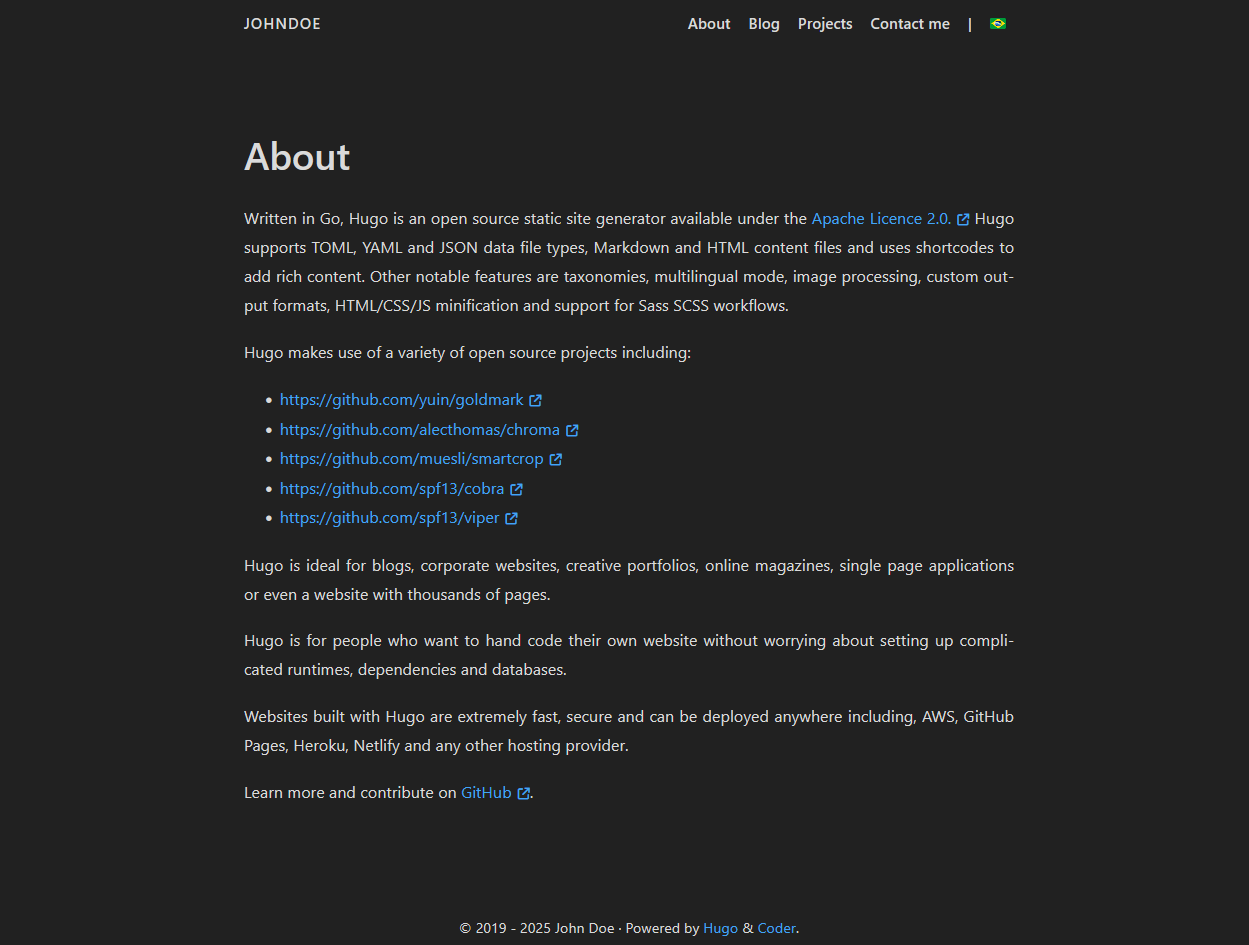 JOHNDOE
About Blog Projects Contact me |
About
Written in Go, Hugo is an open source static site generator available under the Apache Licence 2.0. Hugo
supports TOML, YAML and JSON data file types, Markdown and HTML content files and uses shortcodes to
add rich content. Other notable features are taxonomies, multilingual mode, image processing, custom out-
put formats, HTML/CSS/JS minification and support for Sass SCSS workflows.
Hugo makes use of a variety of open source projects including:
• https://github.com/yuin/goldmark
• https://github.com/alecthomas/chroma
• https://github.com/muesli/smartcrop
• https://github.com/spf13/cobra
• https://github.com/spf13/viper
Hugo is ideal for blogs, corporate websites, creative portfolios, online magazines, single page applications
or even a website with thousands of pages.
Hugo is for people who want to hand code their own website without worrying about setting up compli-
cated runtimes, dependencies and databases.
Websites built with Hugo are extremely fast, secure and can be deployed anywhere including, AWS, GitHub
Pages, Heroku, Netlify and any other hosting provider.
Learn more and contribute on GitHub .
© 2019 - 2025 John Doe · Powered by Hugo & Coder.